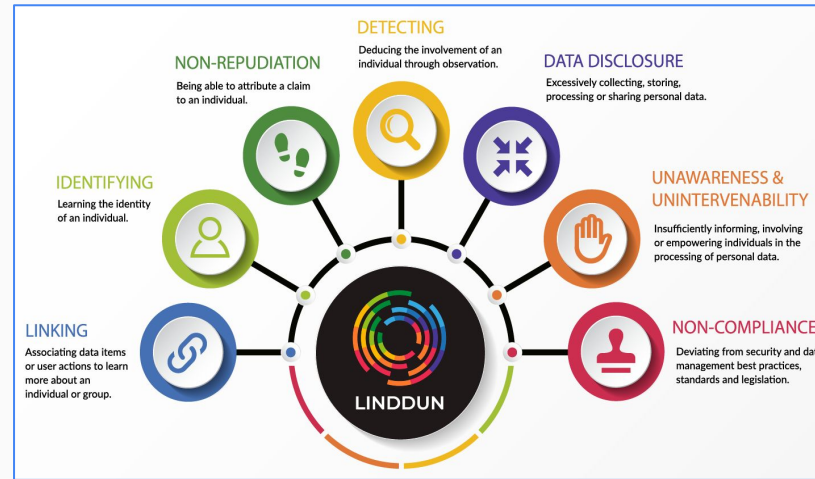 DETECTING
Deducing the involvement of an
individual through observation.
NON-REPUDIATION
Being able to attribute a claim
to an individual.
DATA DISCLOSURE
Excessively collecting, storing,
processing or sharing personal data.
IDENTIFYING
Learning the identity
of an individual.
UNAWARENESS &
UNINTERVENABILITY
Insufficiently informing, involving
or empowering individuals in the
processing of personal data.
LINKING
Associating data items
or user actions to learn
more about an
individual or group.
NON-COMPLIANCE
Deviating from security and dat
management best practices,
standards and legislation.
LINDDUN